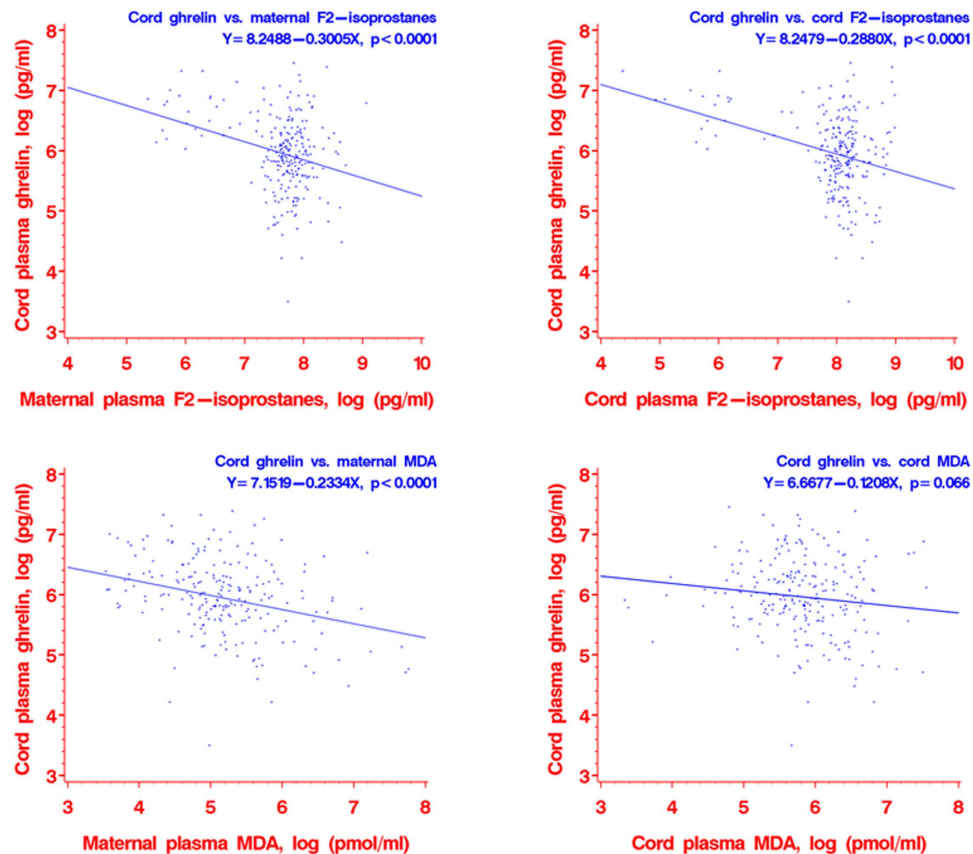 Cord ghrelin vs. maternal F2−isoprostanes
Y= 8.2488−0.3005X, p< 0.0001
8
7
6
5
4
3
Cord plasma ghrelin, log (pg/ml)
4 5 6 7 8 9 10
Maternal plasma F2−isoprostanes, log (pg/ml)
Cord ghrelin vs. cord F2−isoprostanes
Y= 8.2479−0.2880X, p< 0.0001
8
7
6
5
4
3
Cord plasma ghrelin, log (pg/ml)
4 5 6 7 8 9 10
Cord plasma F2−isoprostanes, log (pg/ml)
Cord ghrelin vs. maternal MDA
Y= 7.1519−0.2334X, p< 0.0001
8
7
6
5
4
3
Cord plasma ghrelin, log (pg/ml)
3 4 5 6 7 8
Maternal plasma MDA, log (pmol/ml)
Cord ghrelin vs. cord MDA
Y= 6.6677−0.1208X, p= 0.066
8
7
6
5
4
3
Cord plasma ghrelin, log (pg/ml)
3 4 5 6 7 8
Cord plasma MDA, log (pmol/ml)